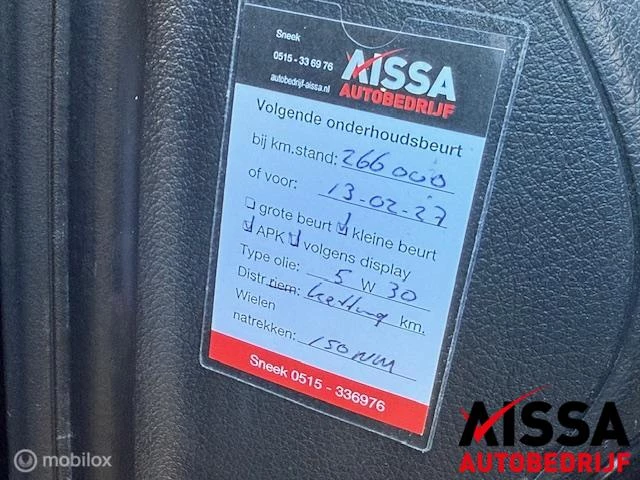 Sneek
0515 - 33 69 76
autobedrijf-aissa.nl
AISSA
AUTOBEDRIJF
Volgende onderhoudsbeurt
bij km.stand: 266000
of voor: 13-02-27
grote beurt kleine beurt
APK volgens display
Type olie: 5 W 30
Distr.riem: ketting km.
Wielen
natrekken: 150NM
Sneek 0515 - 336976
AISSA
AUTOBEDRIJF
mobilox